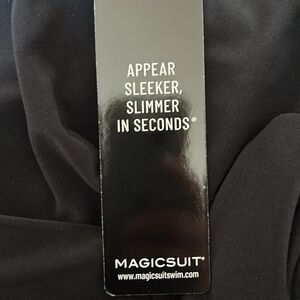 APPEAR
SLEEKER,
SLIMMER
IN SECONDS®
MAGICSUIT®
www.magicsuitswim.com